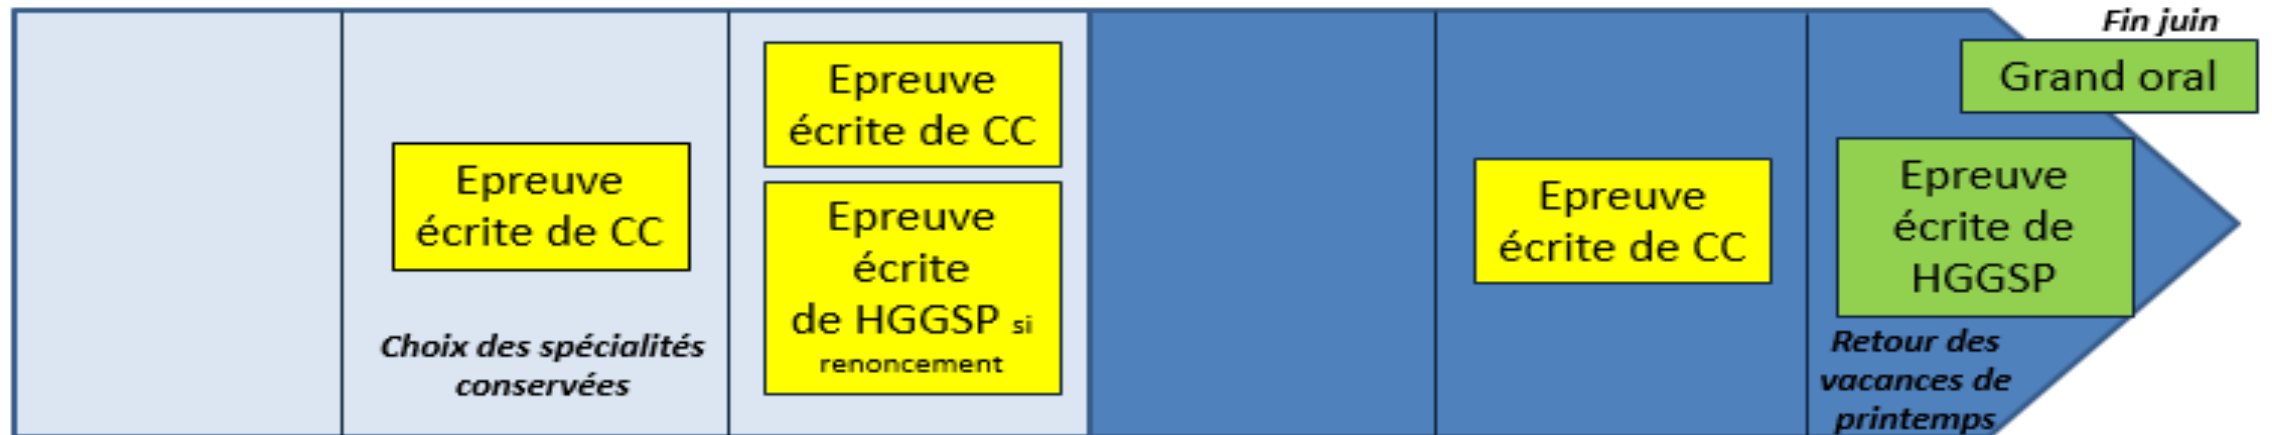 Epreuve
écrite de CC
Choix des spécialités
conservées
Epreuve
écrite de CC
Epreuve
écrite
de HGGSP si
renoncement
Epreuve
écrite de CC
Fin juin
Grand oral
Epreuve
écrite de
HGGSP
Retour des
vacances de
printemps